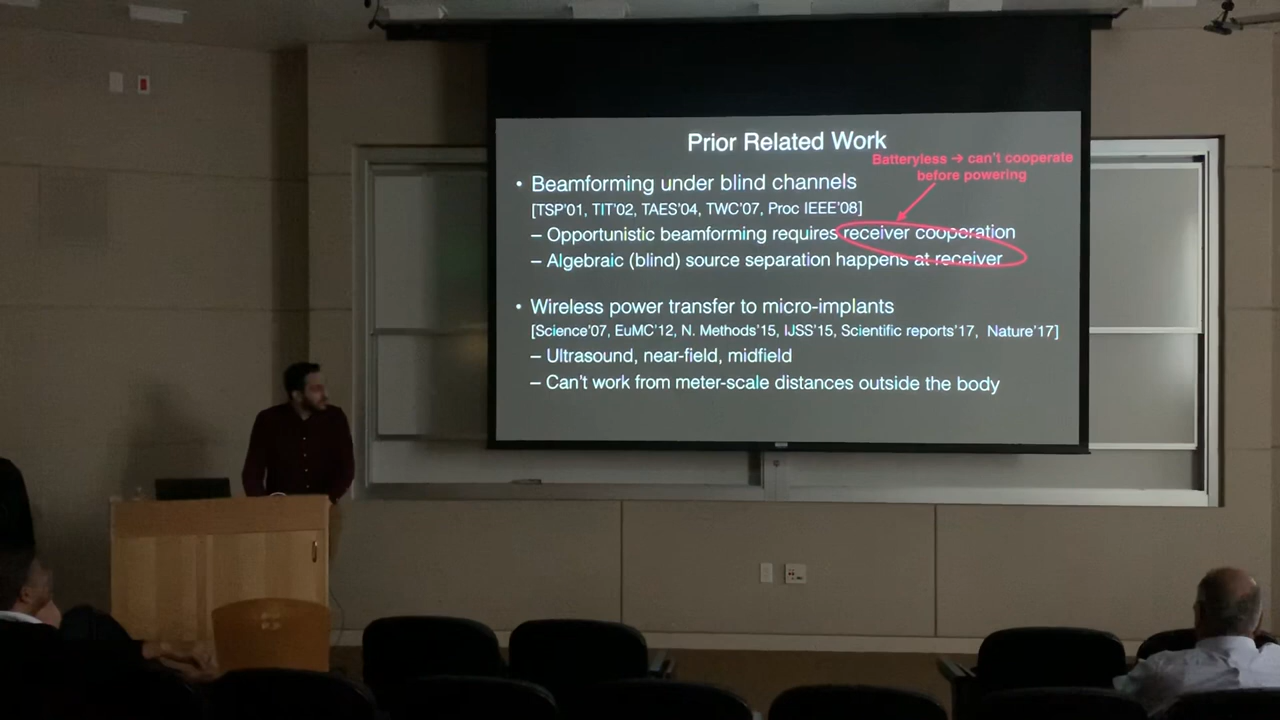 Prior Related Work
Batteryless → can't cooperate
before powering
• Beamforming under blind channels
[TSP'01, TIT'02, TAES'04, TWC'07, Proc IEEE'08]
– Opportunistic beamforming requires receiver cooperation
– Algebraic (blind) source separation happens at receiver
• Wireless power transfer to micro-implants
[Science'07, EuMC'12, N. Methods'15, IJSS'15, Scientific reports'17, Nature'17]
– Ultrasound, near-field, midfield
– Can't work from meter-scale distances outside the body